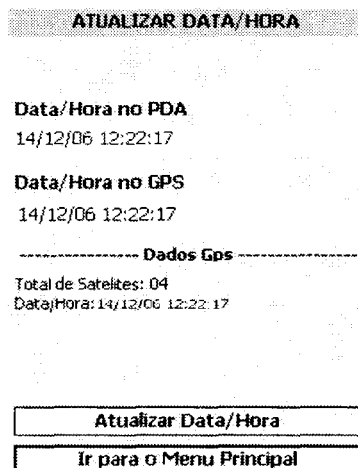 ATUALIZAR DATA/HORA
Data/Hora no PDA
14/12/06 12:22:17
Data/Hora no GPS
14/12/06 12:22:17
---------------- Dados Gps ----------------
Total de Satelites: 04
Data/Hora: 14/12/06 12:22:17
Atualizar Data/Hora
Ir para o Menu Principal